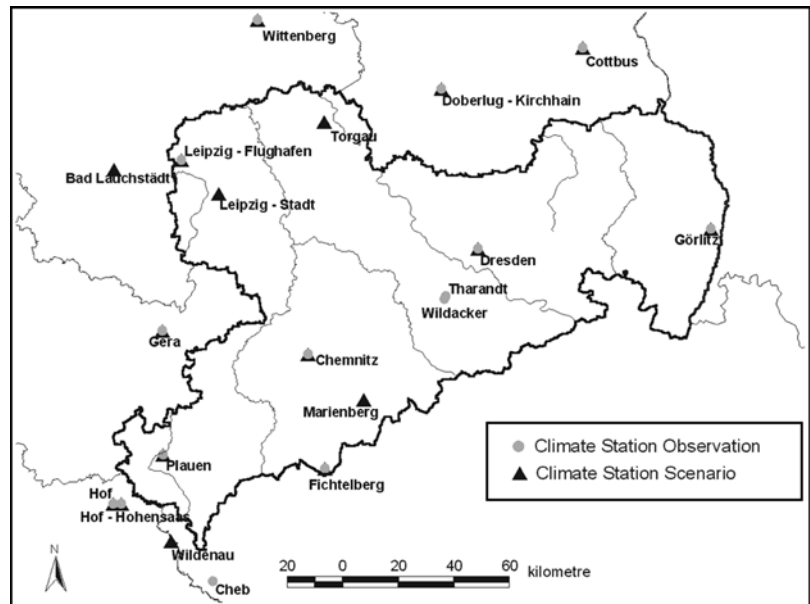 Wittenberg
Cottbus
Doberlug - Kirchhain
Torgau
Leipzig - Flughafen
Bad Lauchstädt
Leipzig - Stadt
Görlitz
Dresden
Tharandt
Wildacker
Gera
Chemnitz
Marienberg
Climate Station Observation
Climate Station Scenario
Plauen
Fichtelberg
Hof
Hof - Hohensaas
Wildenau
Cheb
N
20 0 20 40 60 kilometre